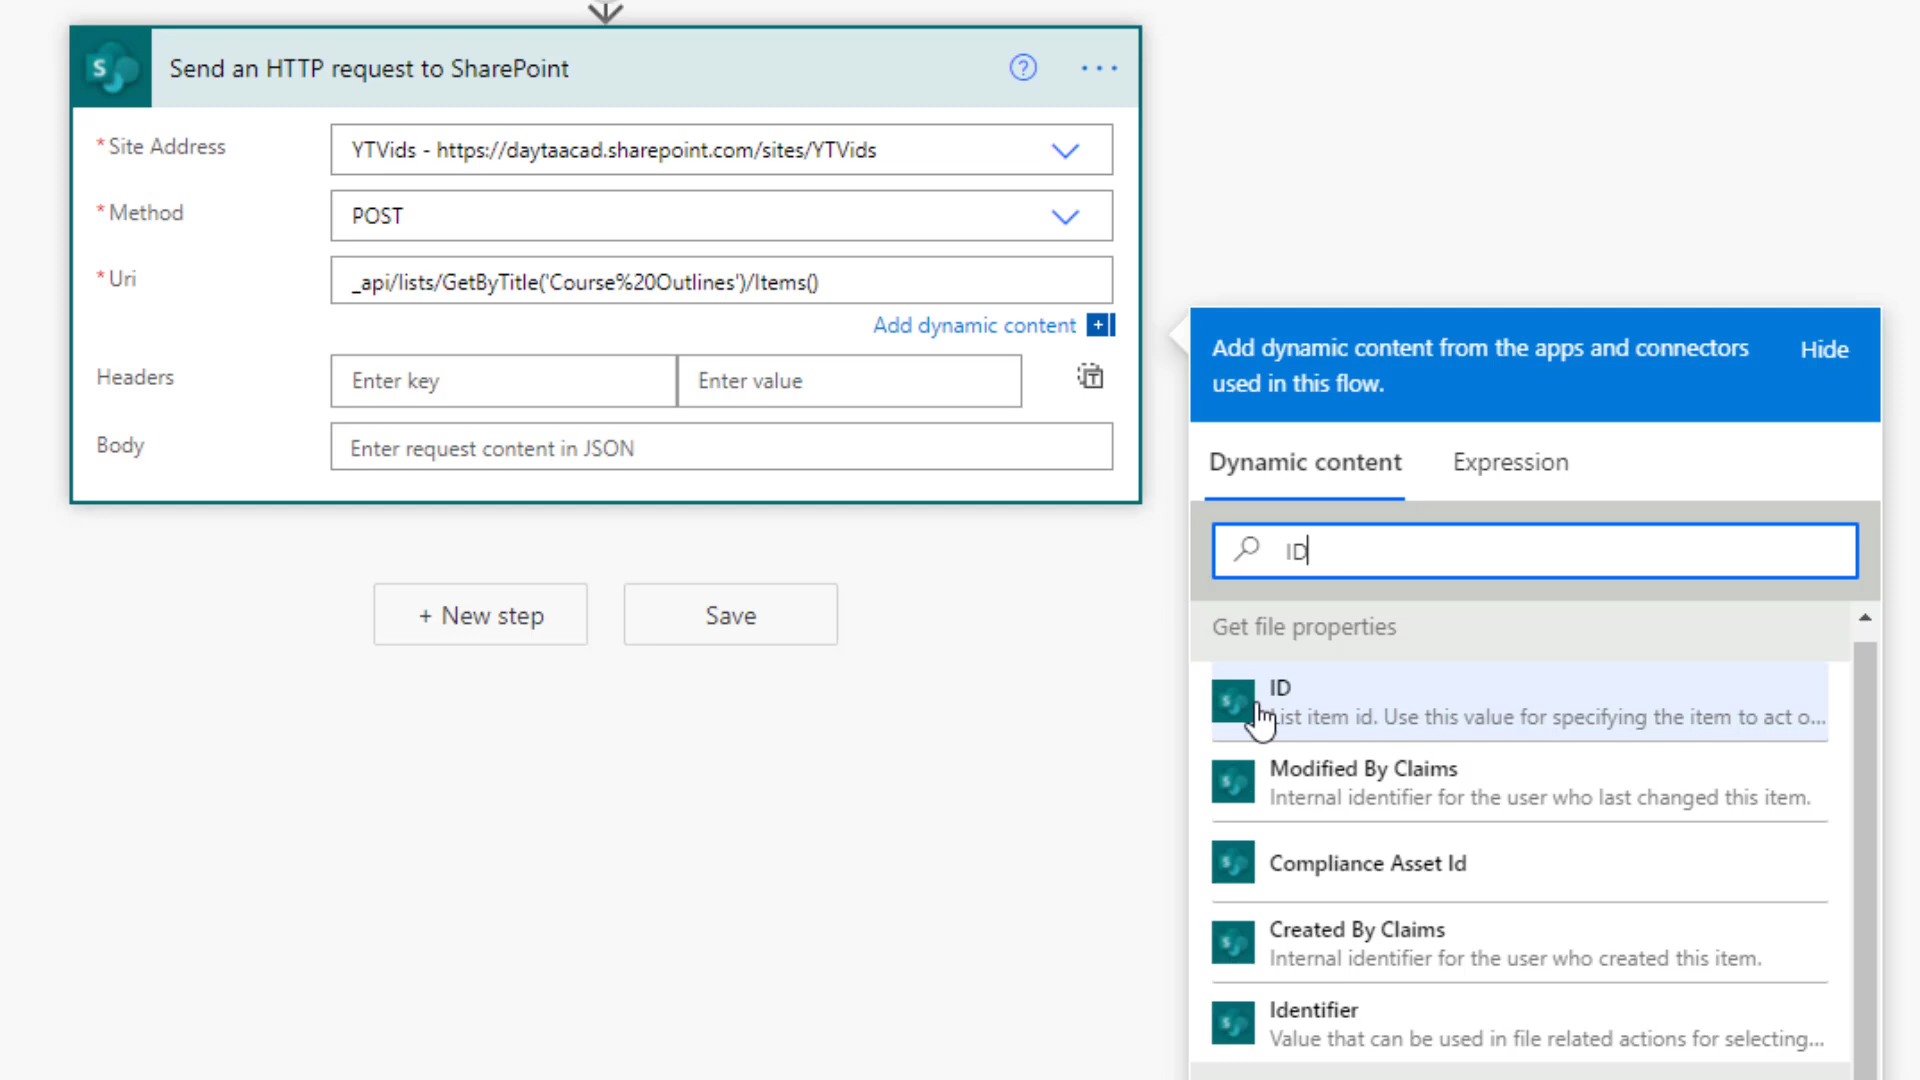 Send an HTTP request to SharePoint
* Site Address
YTVids - https://daytaacad.sharepoint.com/sites/YTVids
* Method
POST
* Uri
_api/lists/GetByTitle('Course%20Outlines')/Items()
Add dynamic content
Headers
Enter key
Enter value
Body
Enter request content in JSON
+ New step
Save
Add dynamic content from the apps and connectors
used in this flow.
Hide
Dynamic content
Expression
ID
Get file properties
ID
List item id. Use this value for specifying the item to act o...
Modified By Claims
Internal identifier for the user who last changed this item.
Compliance Asset Id
Created By Claims
Internal identifier for the user who created this item.
Identifier
Value that can be used in file related actions for selecting...